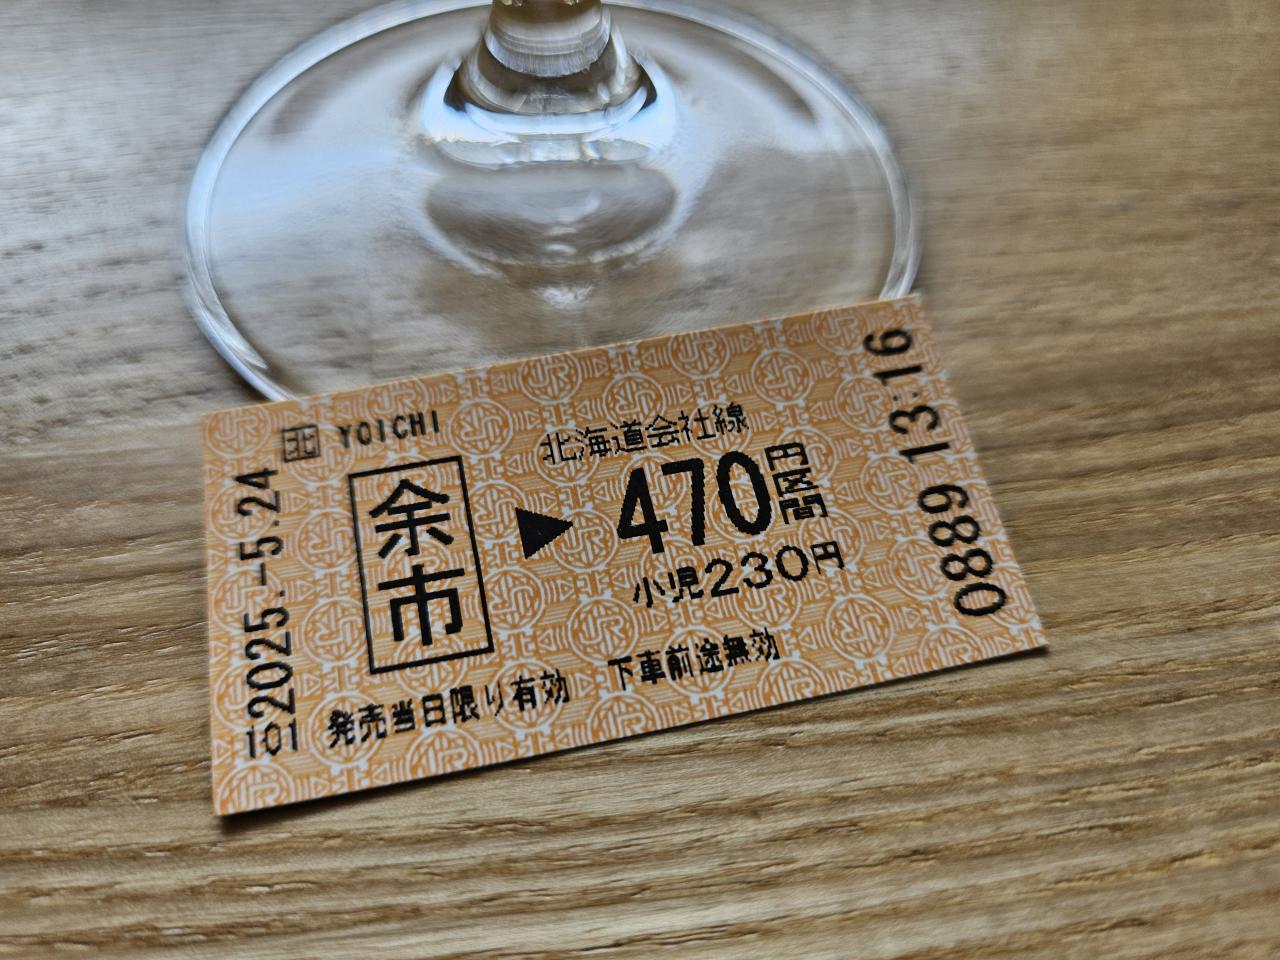 北 YOICHI
2025.-5.24
余市
▶
北海道会社線
470円区間
小児230円
101
発売当日限り有効 下車前途無効
0889 13:16